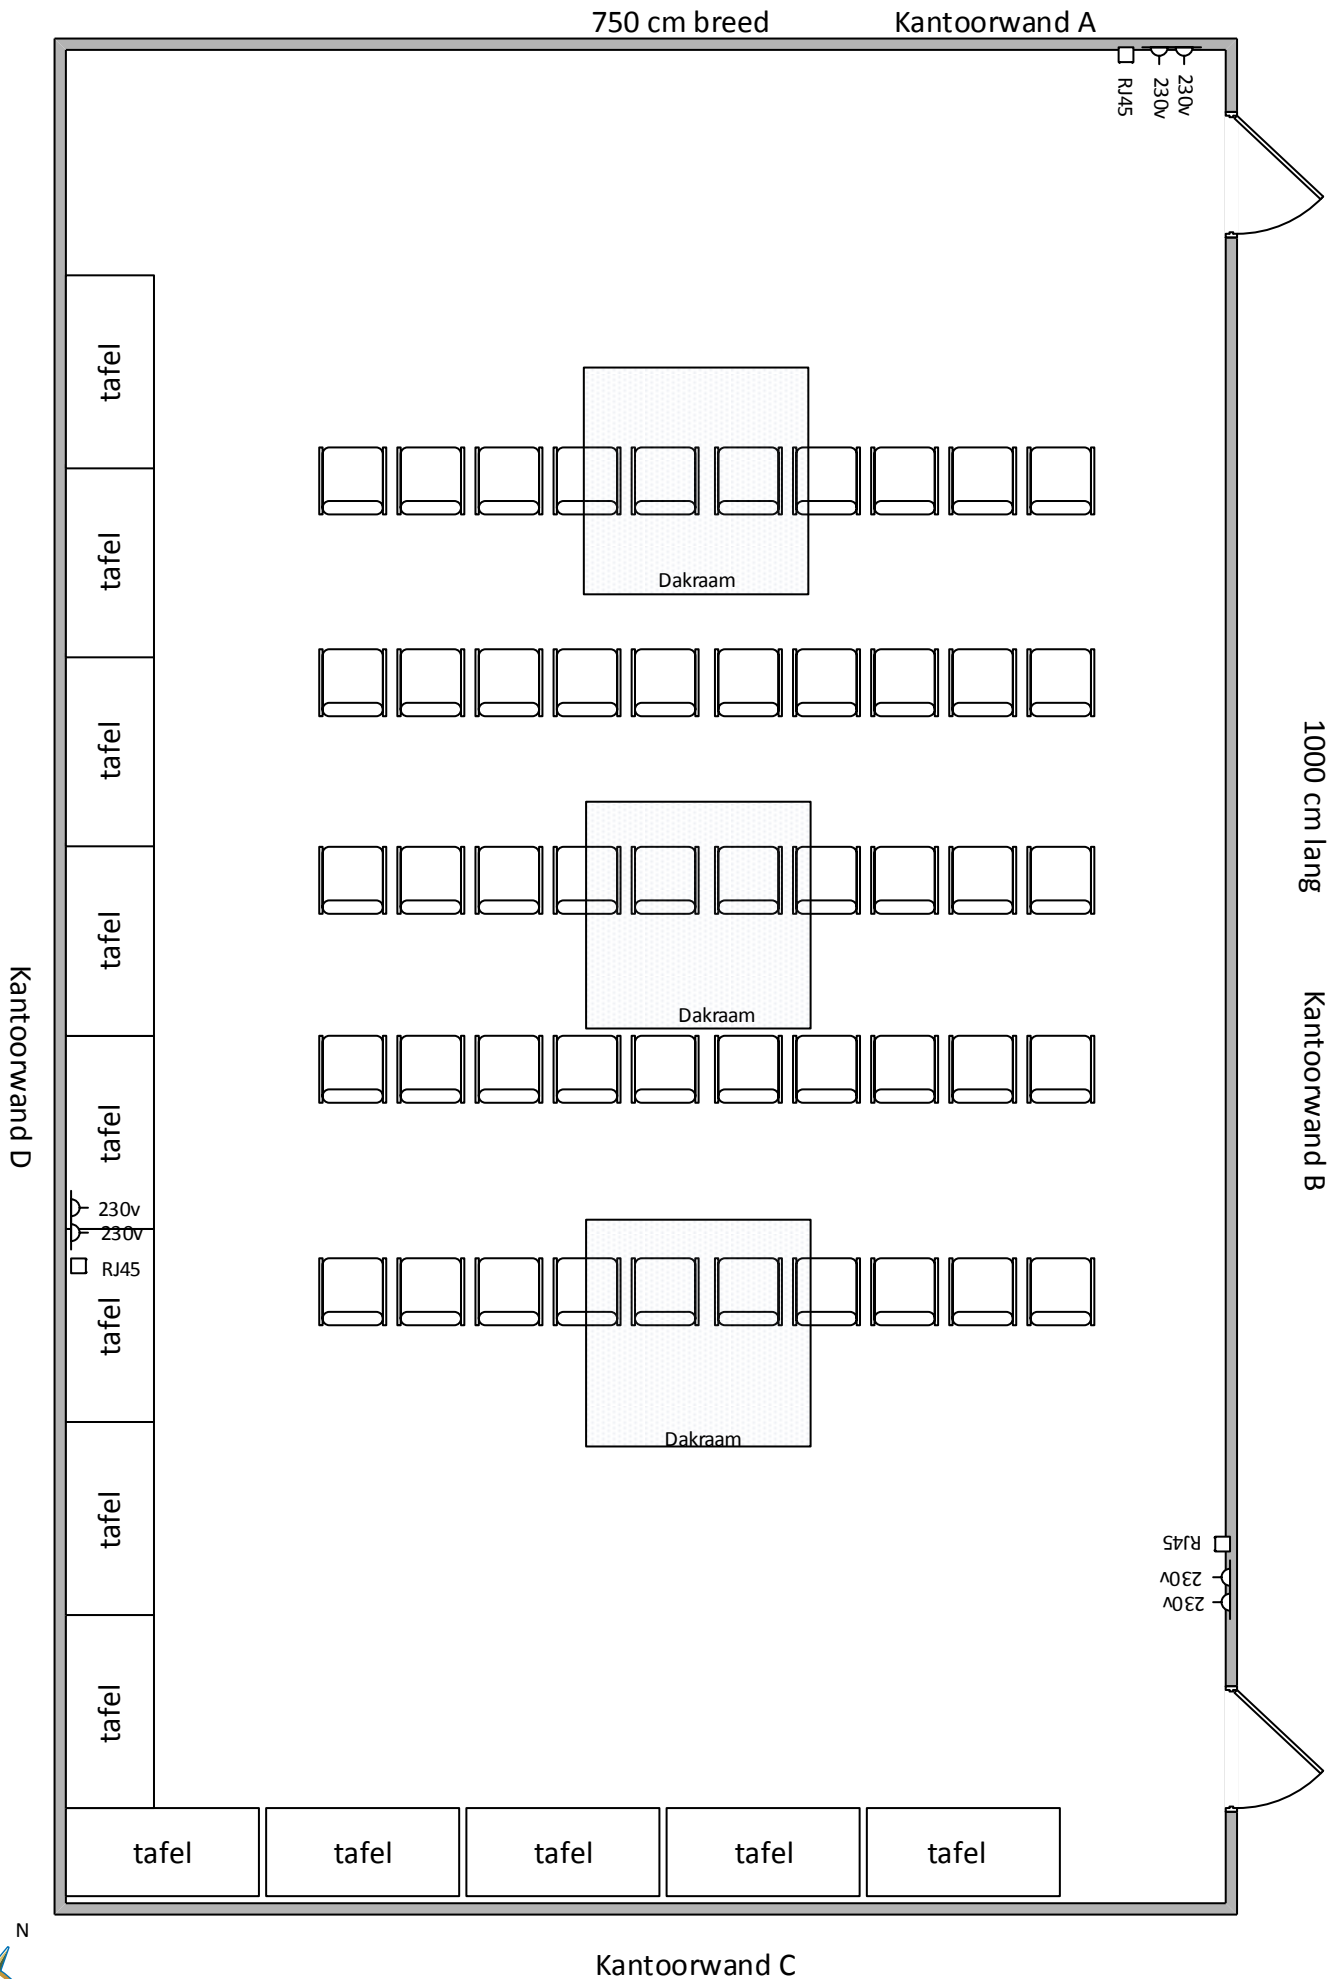 750 cm breed
Kantoorwand A
RJ45
230v
230v
tafel
tafel
tafel
tafel
tafel
tafel
tafel
tafel
Dakraam
Dakraam
Dakraam
1000 cm lang
Kantoorwand B
Kantoorwand D
230v
230v
RJ45
RJ45
230v
230v
tafel
tafel
tafel
tafel
tafel
N
Kantoorwand C